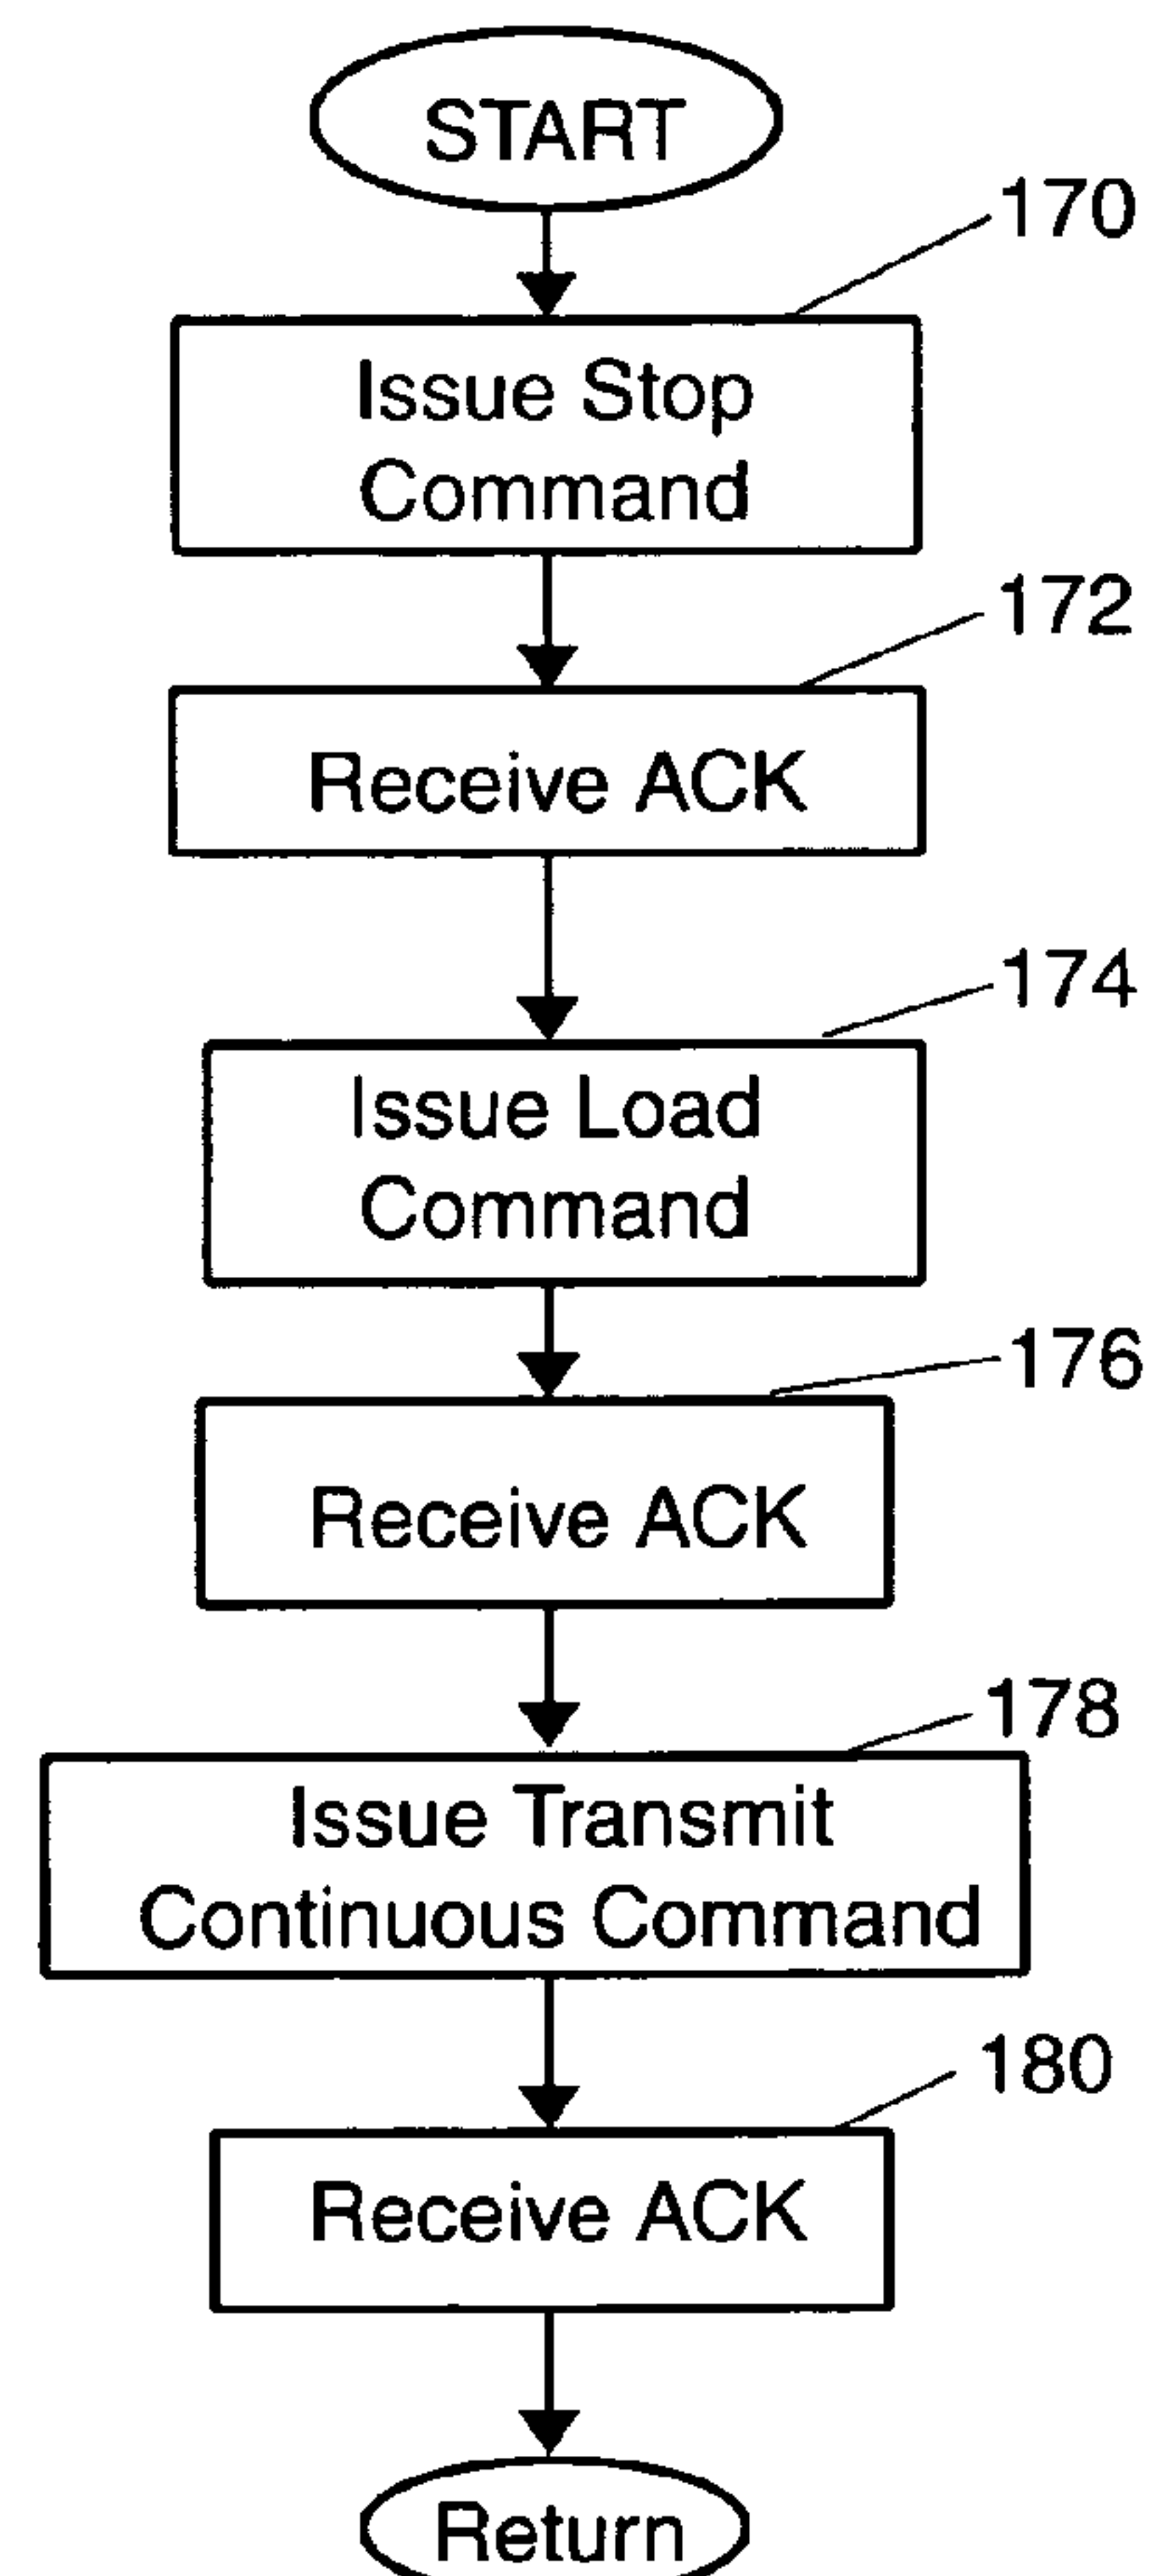 START
170
Issue Stop
Command
172
Receive ACK
174
Issue Load
Command
176
Receive ACK
178
Issue Transmit
Continuous Command
180
Receive ACK
Return